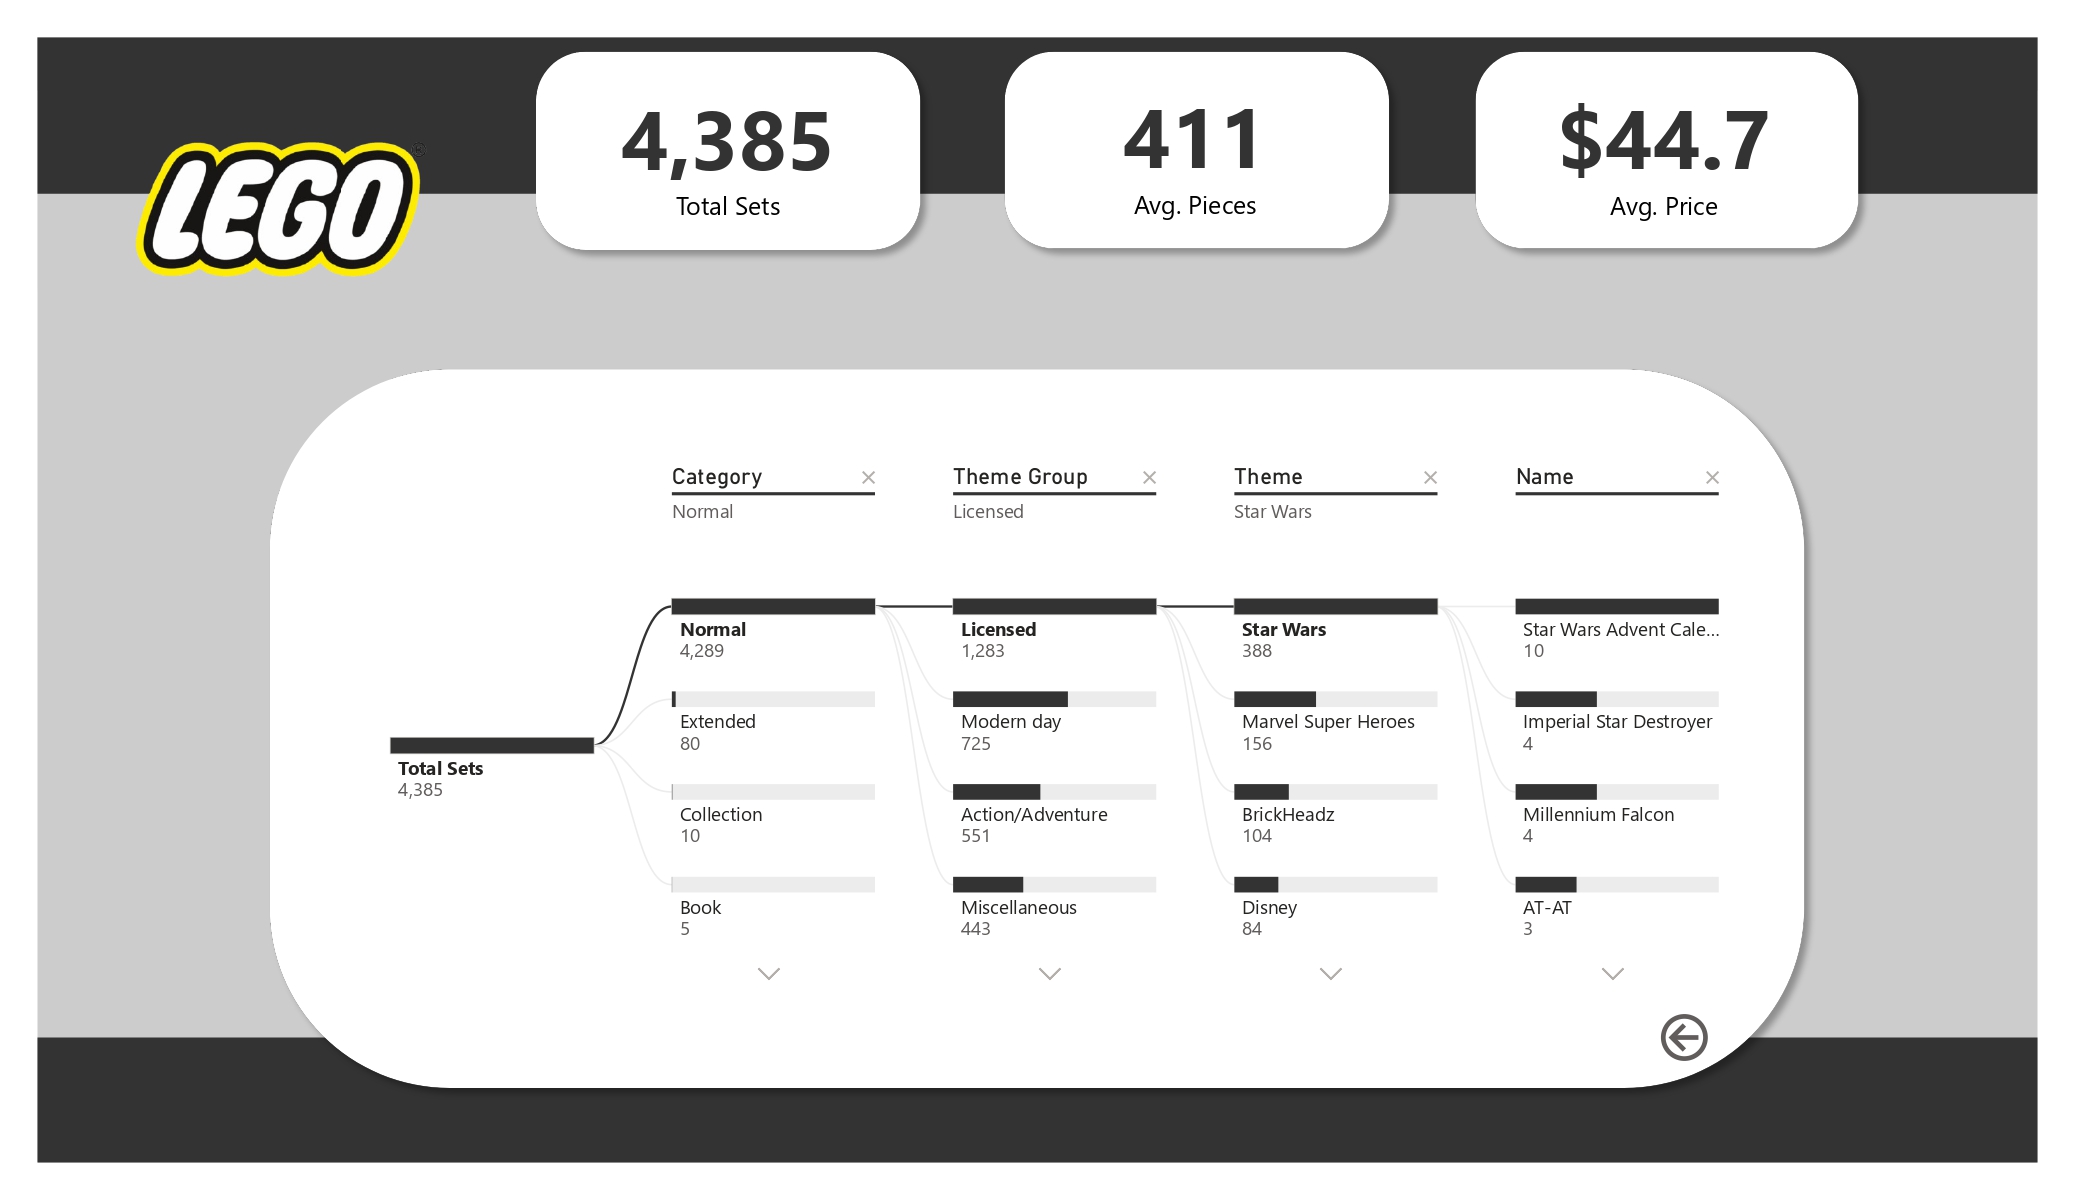 LEGO®
4,385
Total Sets
411
Avg. Pieces
$44.7
Avg. Price
Category
Normal
Theme Group
Licensed
Theme
Star Wars
Name
Total Sets
4,385
Normal
4,289
Extended
80
Collection
10
Book
5
Licensed
1,283
Modern day
725
Action/Adventure
551
Miscellaneous
443
Star Wars
388
Marvel Super Heroes
156
BrickHeadz
104
Disney
84
Star Wars Advent Cale...
10
Imperial Star Destroyer
4
Millennium Falcon
4
AT-AT
3